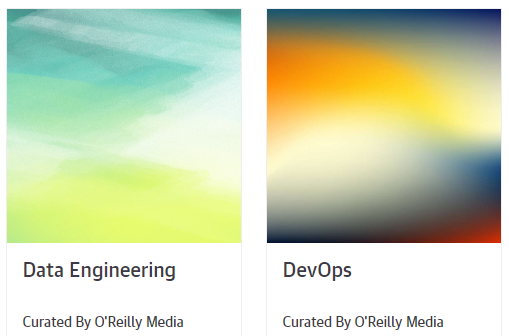 Data Engineering
Curated By O'Reilly Media
DevOps
Curated By O'Reilly Media